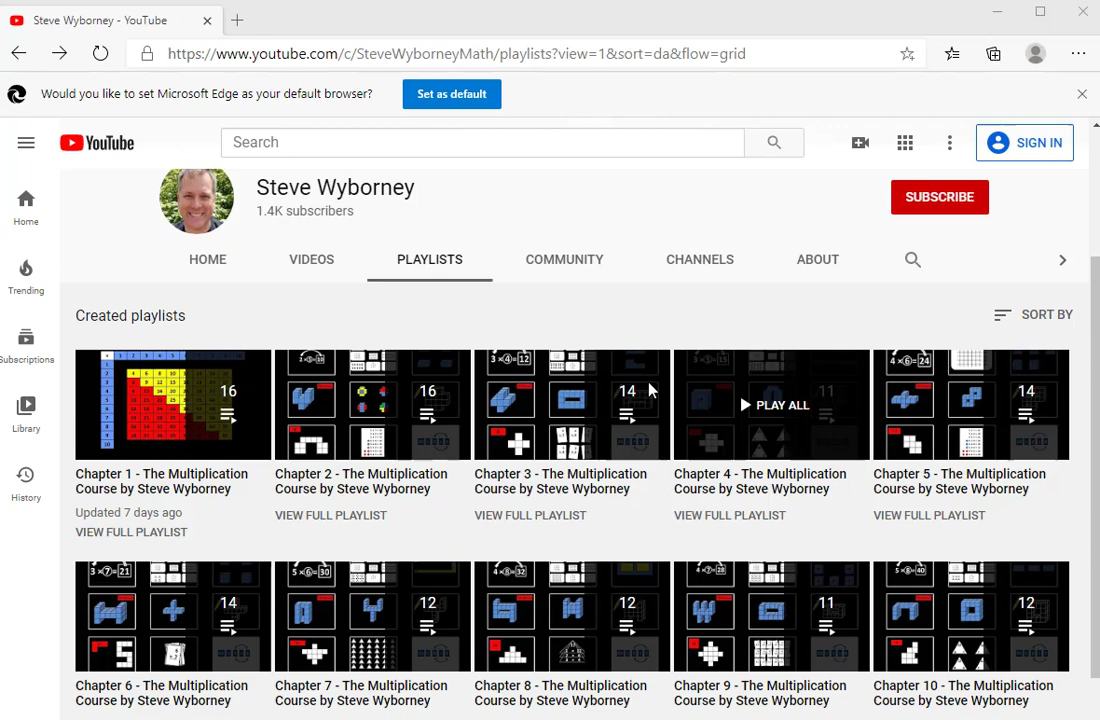 Steve Wyborney - YouTube
https://www.youtube.com/c/SteveWyborneyMath/playlists?view=1&sort=da&flow=grid
Would you like to set Microsoft Edge as your default browser?
Set as default
YouTube
Search
SIGN IN
Home
Trending
Subscriptions
Library
History
Steve Wyborney
1.4K subscribers
SUBSCRIBE
HOME VIDEOS PLAYLISTS COMMUNITY CHANNELS ABOUT
Created playlists
SORT BY
16
16
14
11
PLAY ALL
14
Chapter 1 - The Multiplication
Course by Steve Wyborney
Updated 7 days ago
VIEW FULL PLAYLIST
Chapter 2 - The Multiplication
Course by Steve Wyborney
VIEW FULL PLAYLIST
Chapter 3 - The Multiplication
Course by Steve Wyborney
VIEW FULL PLAYLIST
Chapter 4 - The Multiplication
Course by Steve Wyborney
VIEW FULL PLAYLIST
Chapter 5 - The Multiplication
Course by Steve Wyborney
VIEW FULL PLAYLIST
14
12
12
11
12
Chapter 6 - The Multiplication
Course by Steve Wyborney
Chapter 7 - The Multiplication
Course by Steve Wyborney
Chapter 8 - The Multiplication
Course by Steve Wyborney
Chapter 9 - The Multiplication
Course by Steve Wyborney
Chapter 10 - The Multiplication
Course by Steve Wyborney